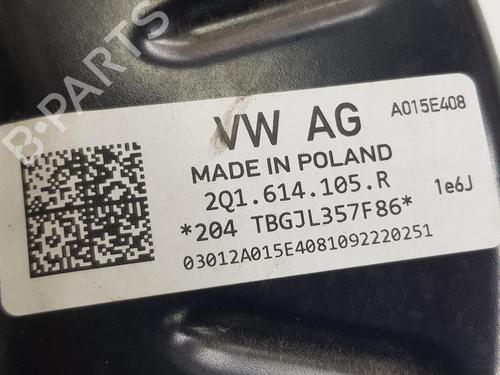 B-PARTS
VW AG
A015E408
MADE IN POLAND
2Q1.614.105.R
1e6J
*204 TBGJL357F86*
03012A015E4081092220251